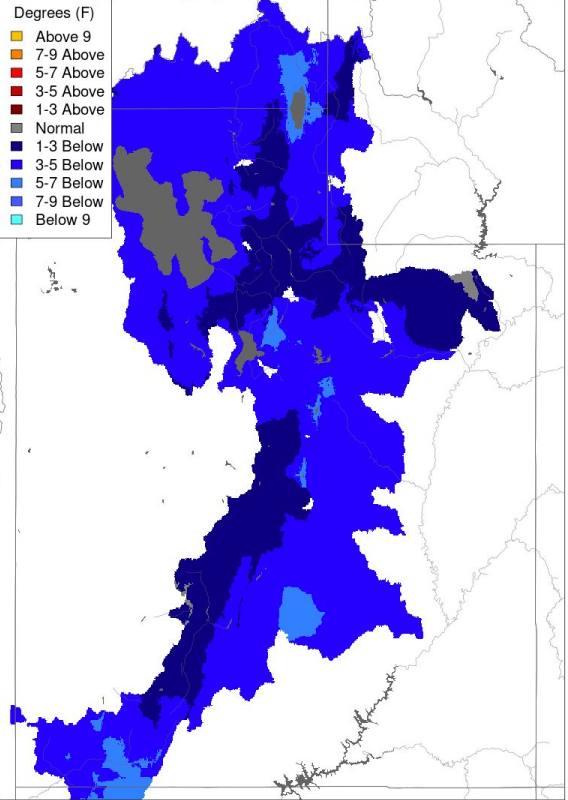 Degrees (F)
Above 9
7-9 Above
5-7 Above
3-5 Above
1-3 Above
Normal
1-3 Below
3-5 Below
5-7 Below
7-9 Below
Below 9